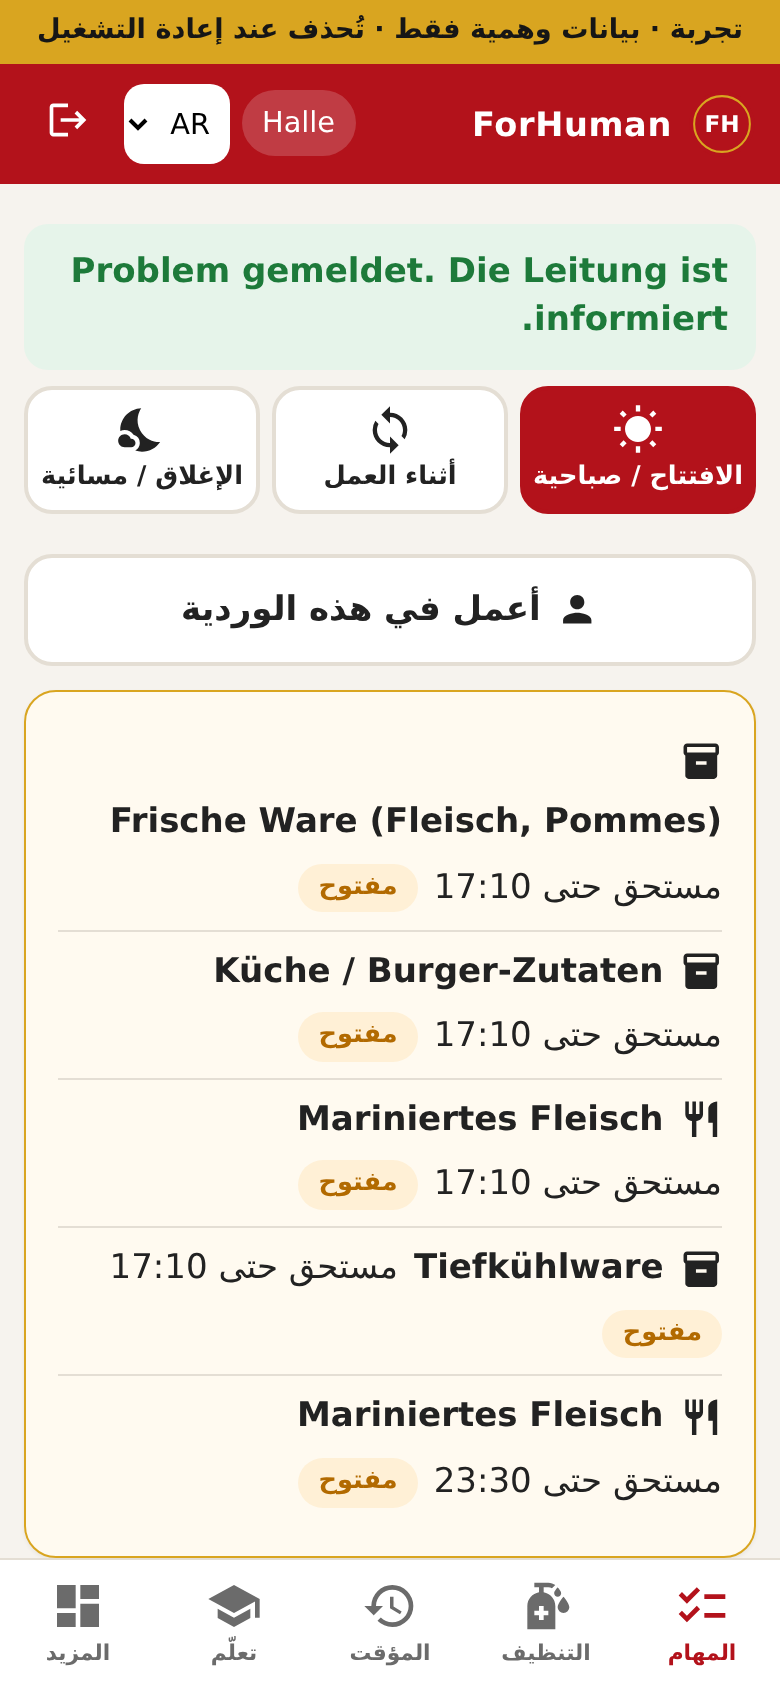 تجربة · بيانات وهمية فقط · تُحذف عند إعادة التشغيل
FH ForHuman Halle AR
Problem gemeldet. Die Leitung ist
informiert.
الافتتاح / صباحية
أثناء العمل
الإغلاق / مسائية
أعمل في هذه الوردية
Frische Ware (Fleisch, Pommes)
مستحق حتى 17:10 مفتوح
Küche / Burger-Zutaten
مستحق حتى 17:10 مفتوح
Mariniertes Fleisch
مستحق حتى 17:10 مفتوح
Tiefkühlware مستحق حتى 17:10
مفتوح
Mariniertes Fleisch
مستحق حتى 23:30 مفتوح
المهام
التنظيف
المؤقت
تعلّم
المزيد